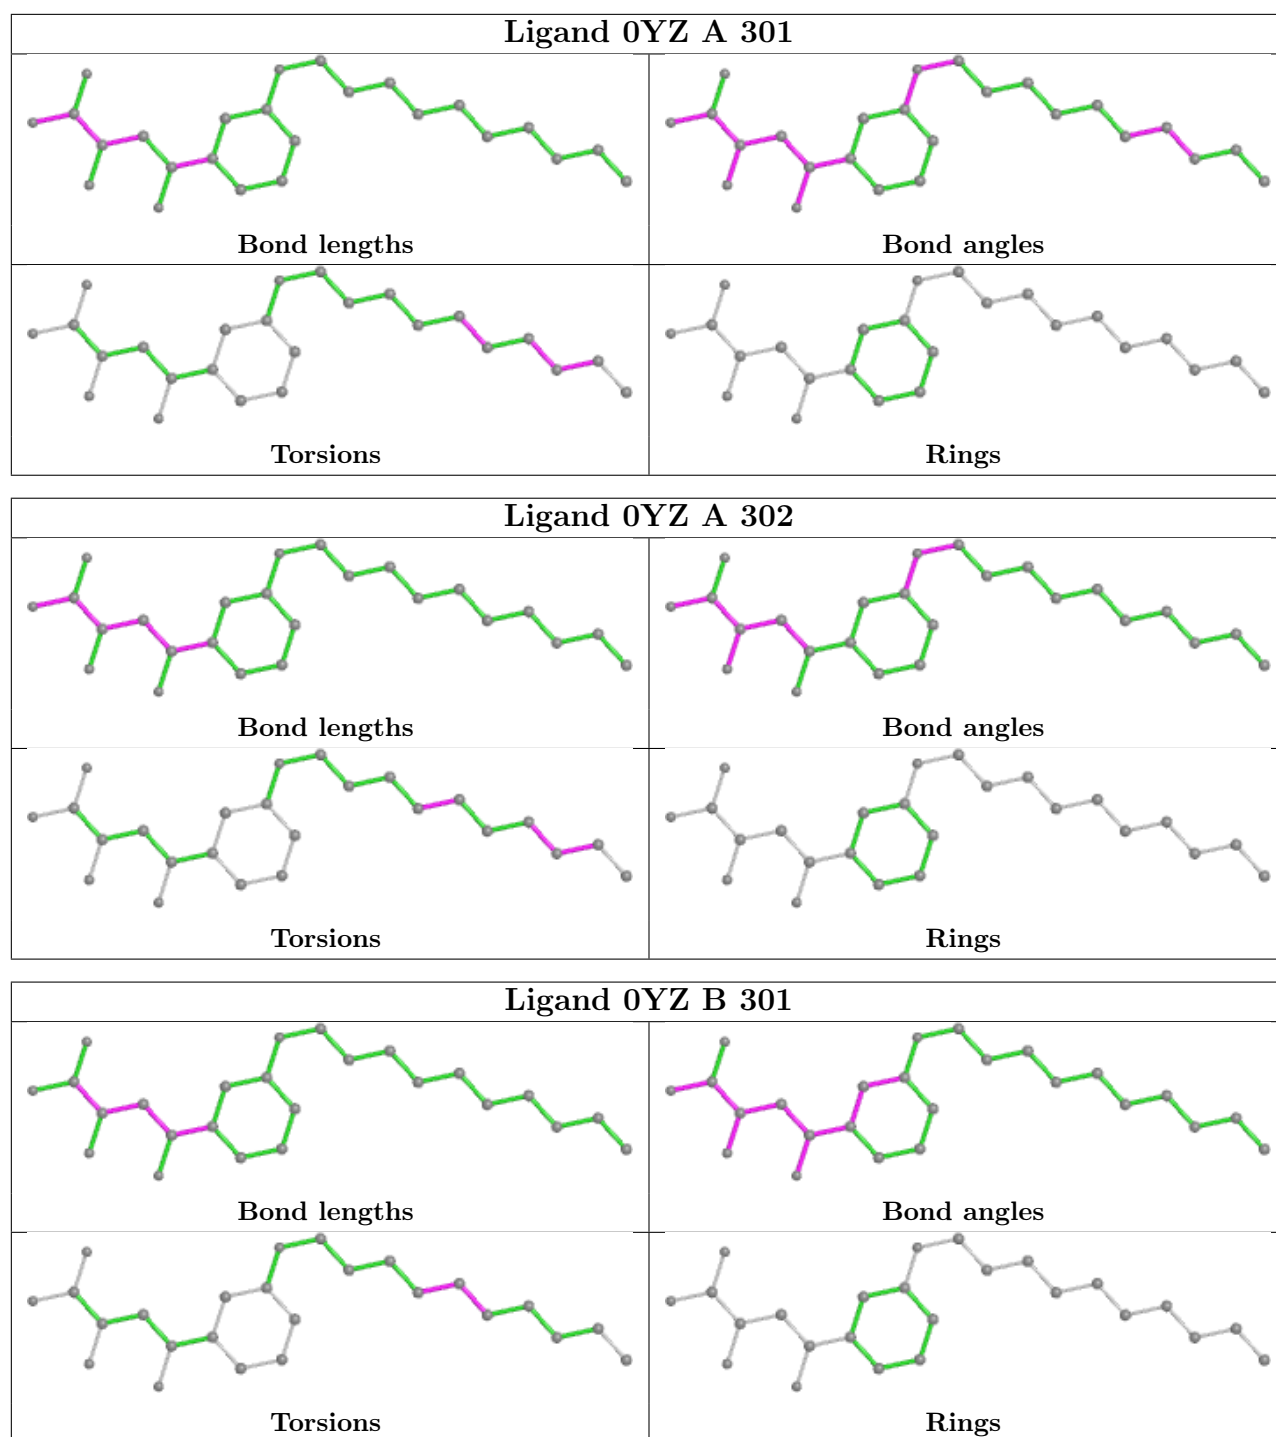 Ligand 0YZ A 301
Bond lengths
Bond angles
Torsions
Rings
Ligand 0YZ A 302
Bond lengths
Bond angles
Torsions
Rings
Ligand 0YZ B 301
Bond lengths
Bond angles
Torsions
Rings